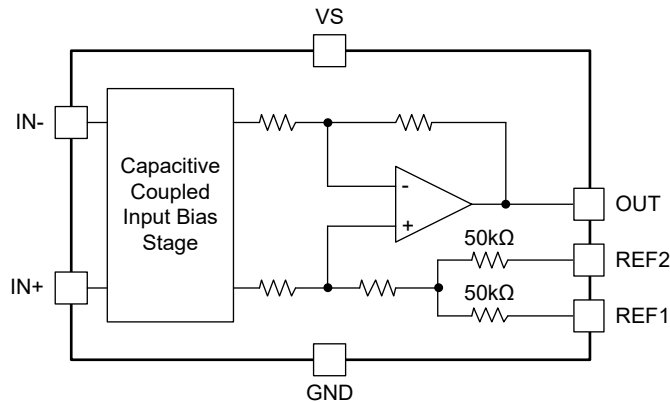 VS
IN-
Capacitive
Coupled
Input Bias
Stage
-
+
OUT
50kΩ
REF2
IN+
50kΩ
REF1
GND